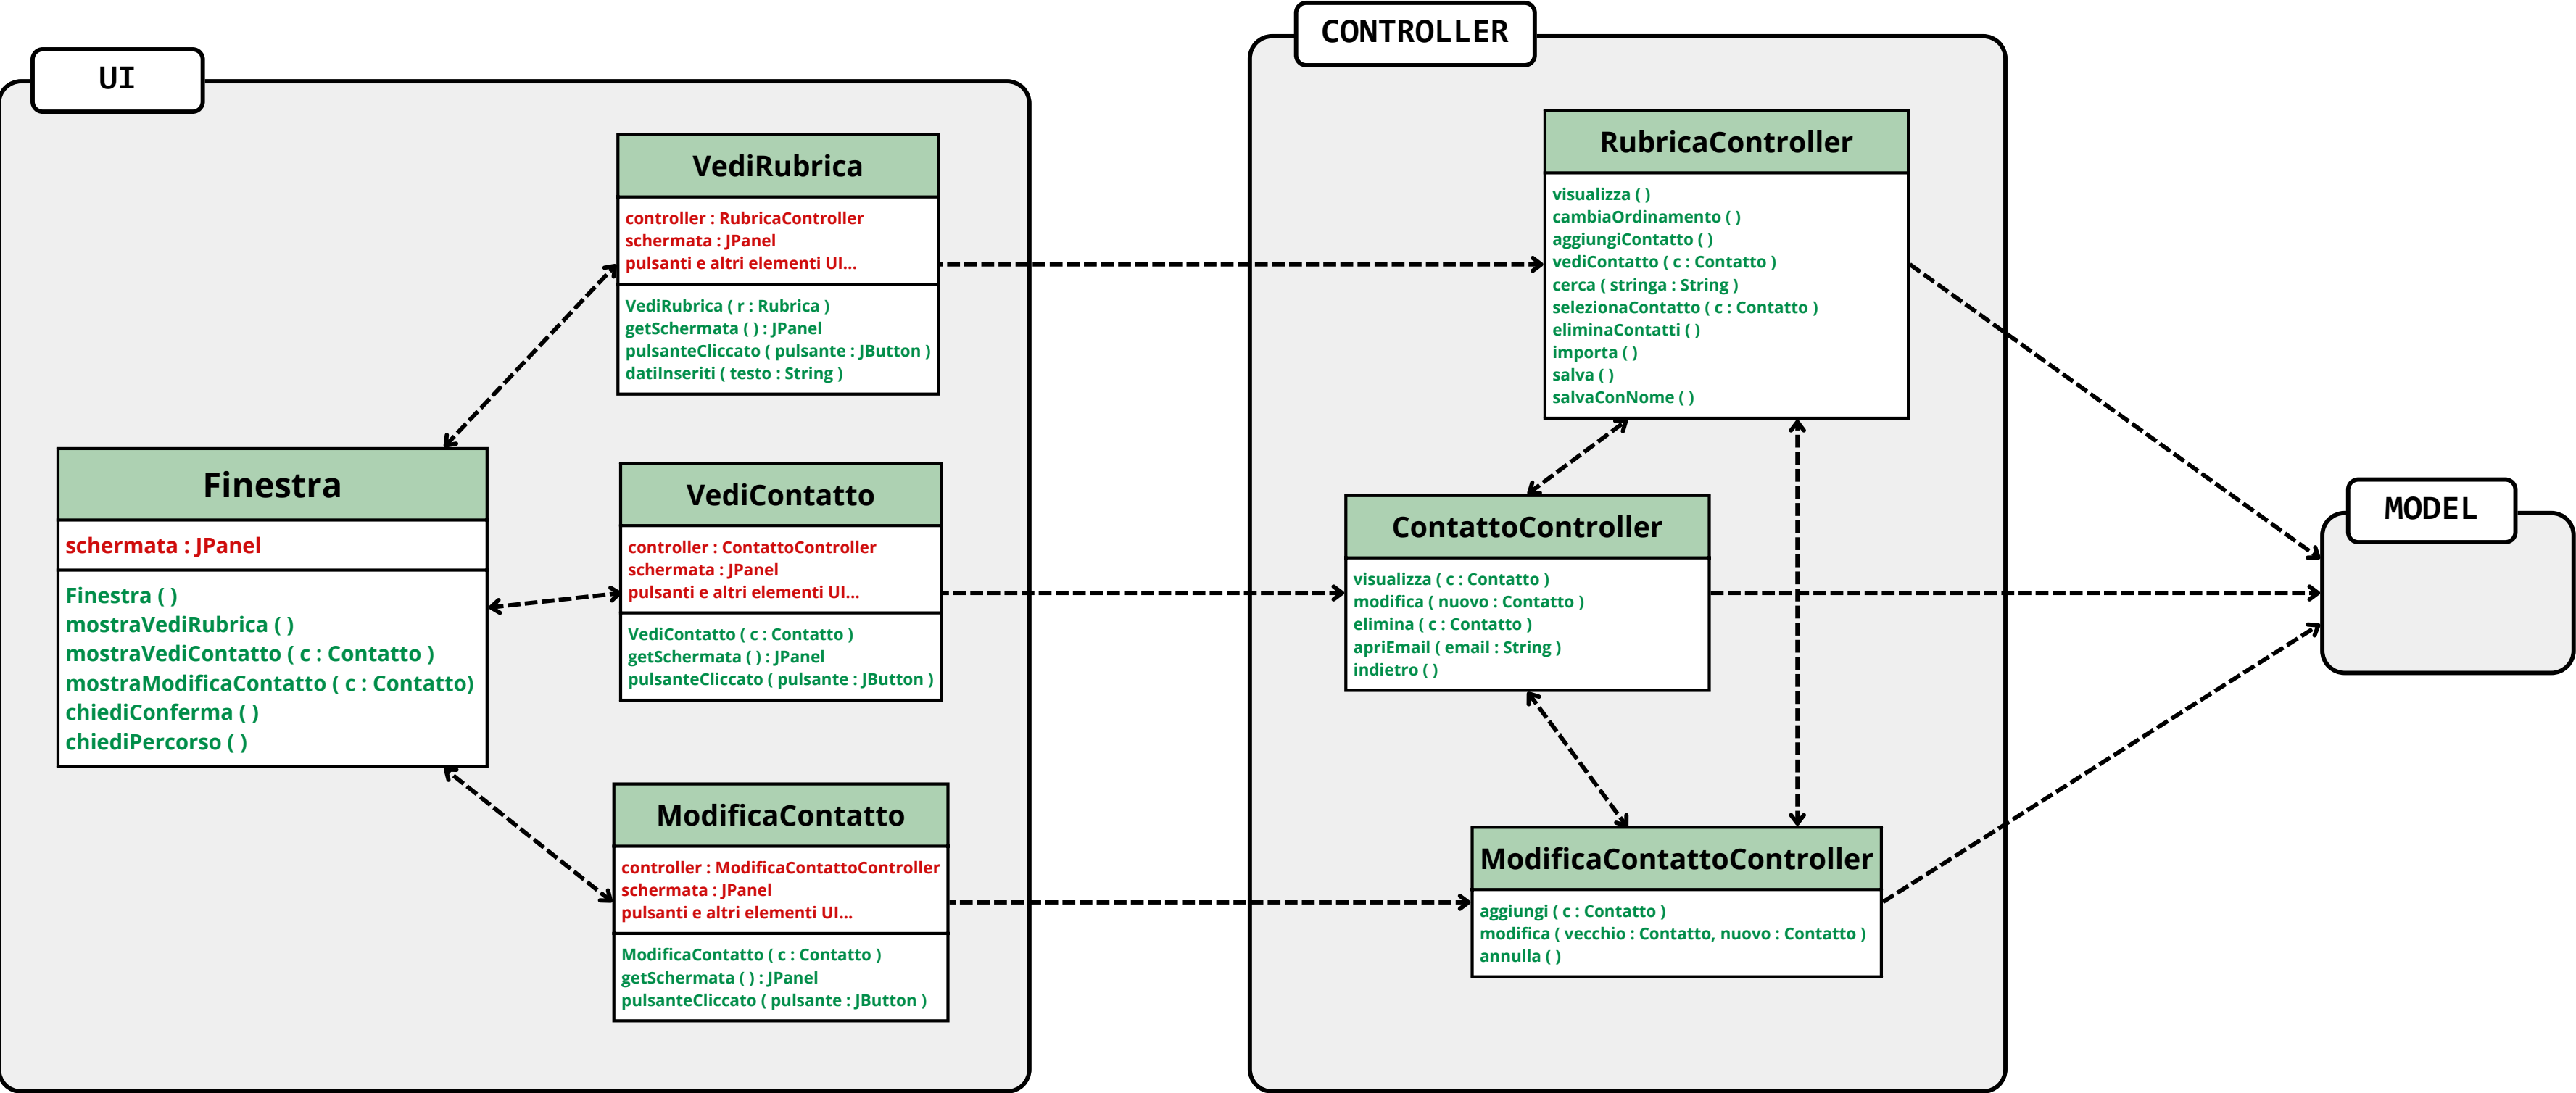 UI
VediRubrica
controller : RubricaController
schermata : JPanel
pulsanti e altri elementi UI...
VediRubrica ( r : Rubrica )
getSchermata ( ) : JPanel
pulsanteCliccato ( pulsante : JButton )
datiInseriti ( testo : String )
Finestra
schermata : JPanel
Finestra ( )
mostraVediRubrica ( )
mostraVediContatto ( c : Contatto )
mostraModificaContatto ( c : Contatto)
chiediConferma ( )
chiediPercorso ( )
VediContatto
controller : ContattoController
schermata : JPanel
pulsanti e altri elementi UI...
VediContatto ( c : Contatto )
getSchermata ( ) : JPanel
pulsanteCliccato ( pulsante : JButton )
ModificaContatto
controller : ModificaContattoController
schermata : JPanel
pulsanti e altri elementi UI...
ModificaContatto ( c : Contatto )
getSchermata ( ) : JPanel
pulsanteCliccato ( pulsante : JButton )
CONTROLLER
RubricaController
visualizza ( )
cambiaOrdinamento ( )
aggiungiContatto ( )
vediContatto ( c : Contatto )
cerca ( stringa : String )
selezionaContatto ( c : Contatto )
eliminaContatti ( )
importa ( )
salva ( )
salvaConNome ( )
ContattoController
visualizza ( c : Contatto )
modifica ( nuovo : Contatto )
elimina ( c : Contatto )
apriEmail ( email : String )
indietro ( )
ModificaContattoController
aggiungi ( c : Contatto )
modifica ( vecchio : Contatto, nuovo : Contatto )
annulla ( )
MODEL